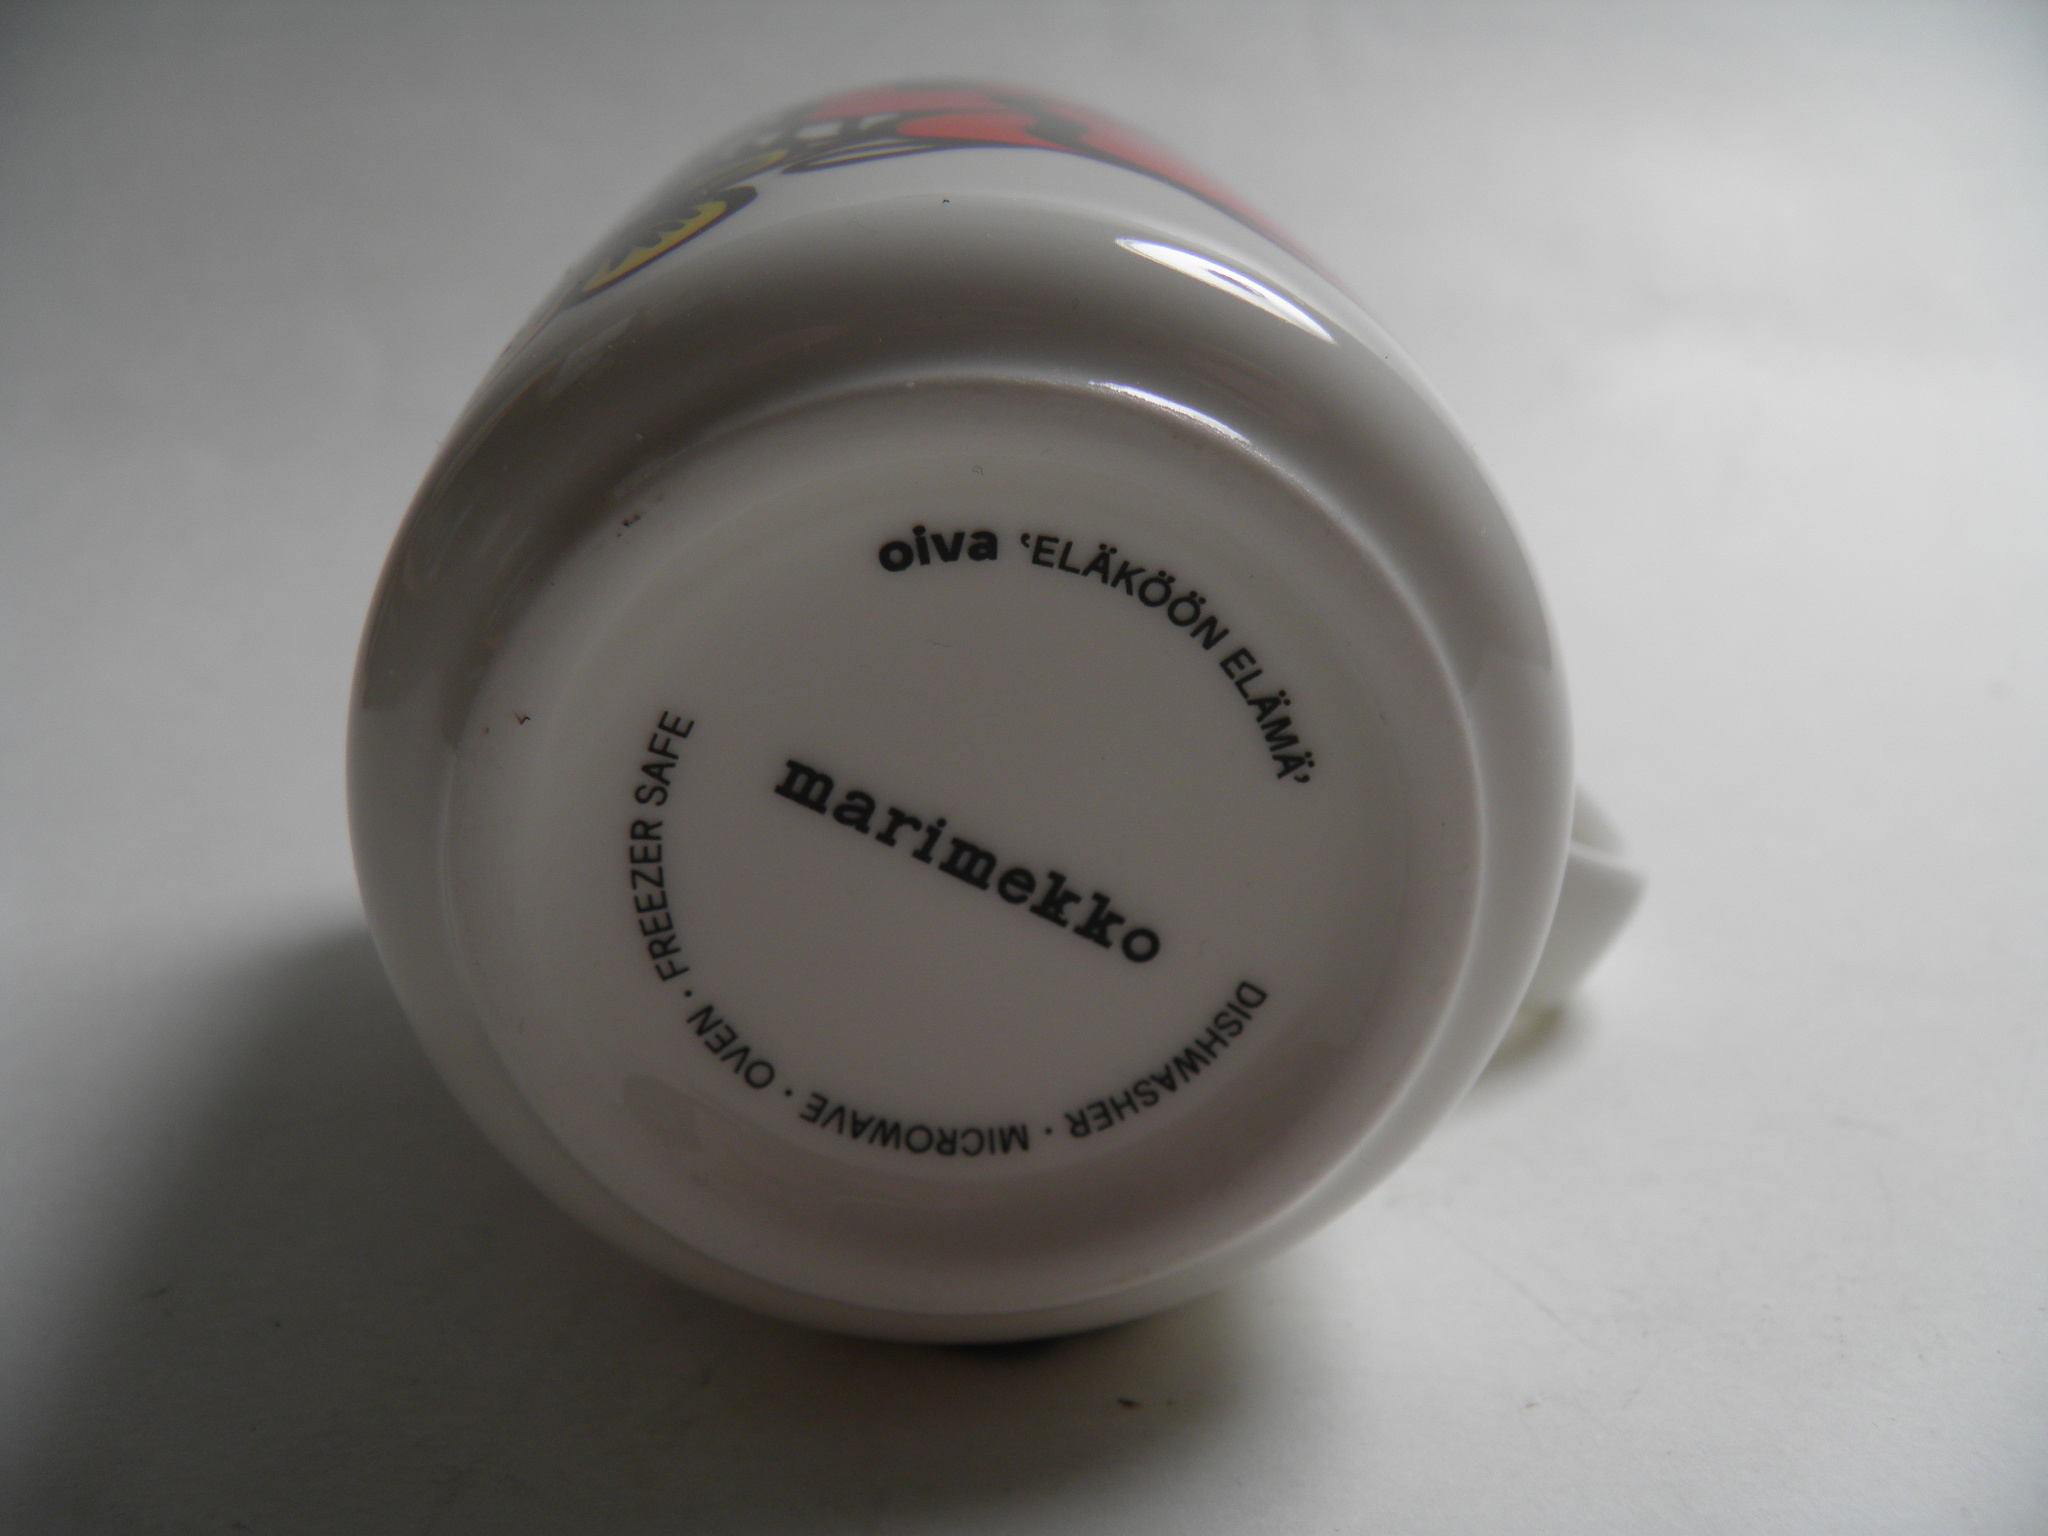 oiva ‘ELÄKÖÖN ELÄMÄ’
marimekko
DISHWASHER · MICROWAVE · OVEN · FREEZER SAFE